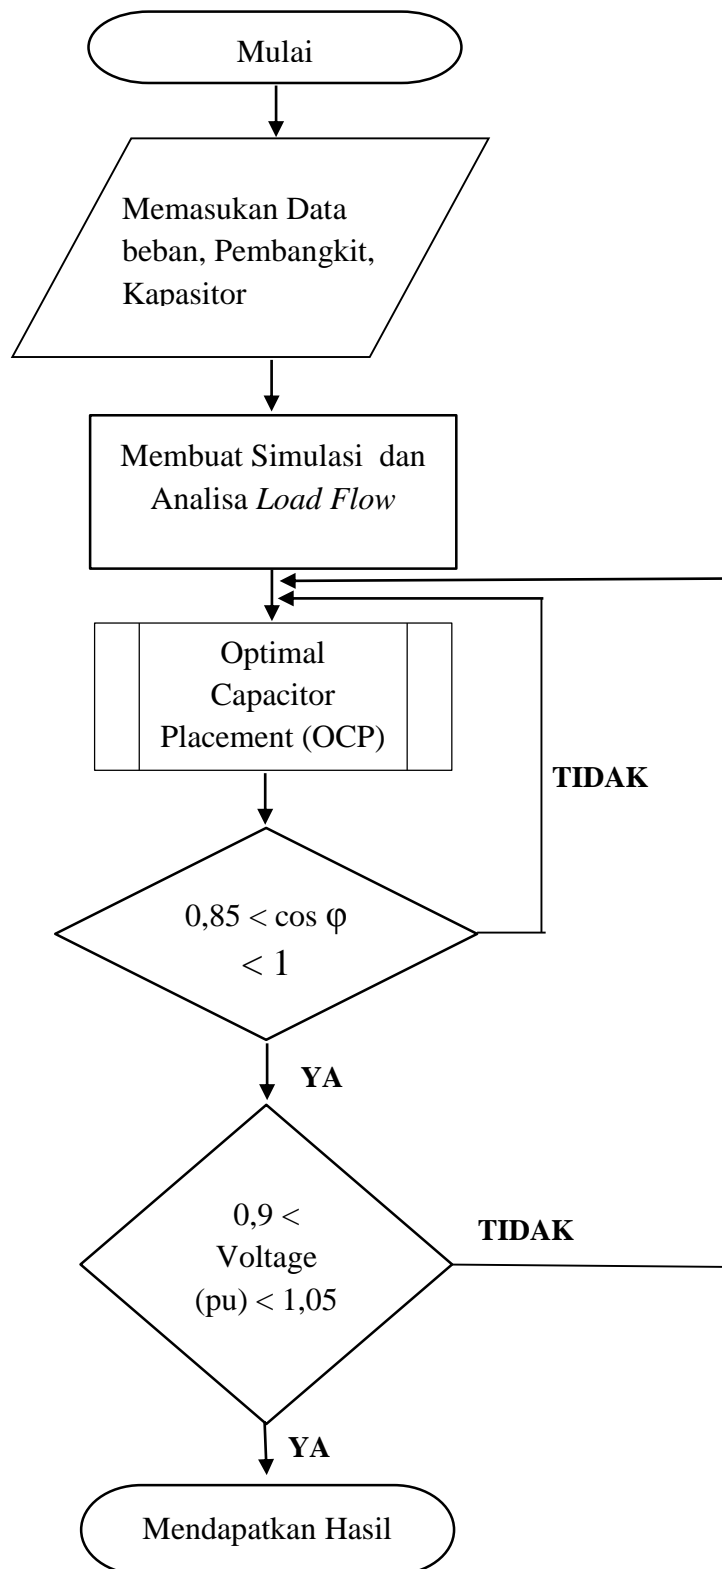 Mulai
Memasukan Data
beban, Pembangkit,
Kapasitor
Membuat Simulasi dan
Analisa Load Flow
Optimal
Capacitor
Placement (OCP)
TIDAK
0,85 < cos φ
< 1
YA
0,9 <
Voltage
(pu) < 1,05
TIDAK
YA
Mendapatkan Hasil